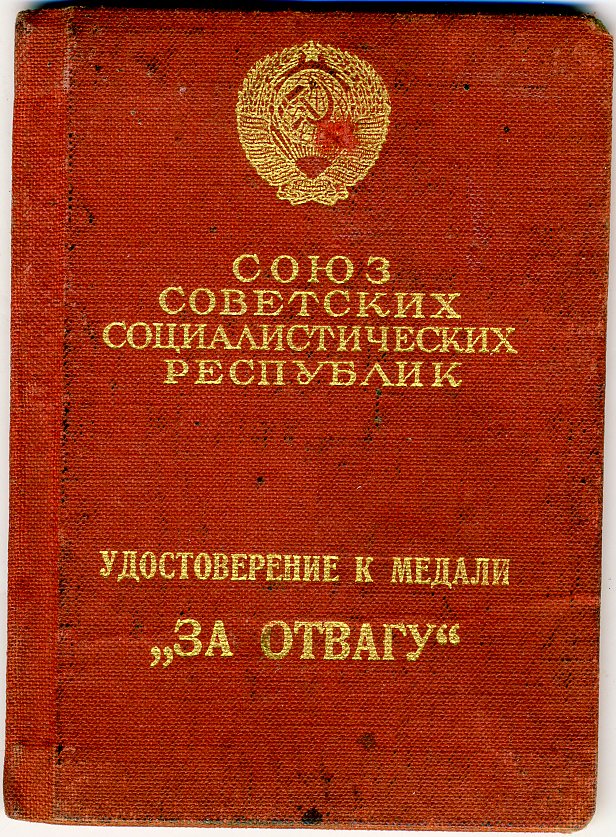 СОЮЗ
СОВЕТСКИХ
СОЦИАЛИСТИЧЕСКИХ
РЕСПУБЛИК
УДОСТОВЕРЕНИЕ К МЕДАЛИ
„ЗА ОТВАГУ“